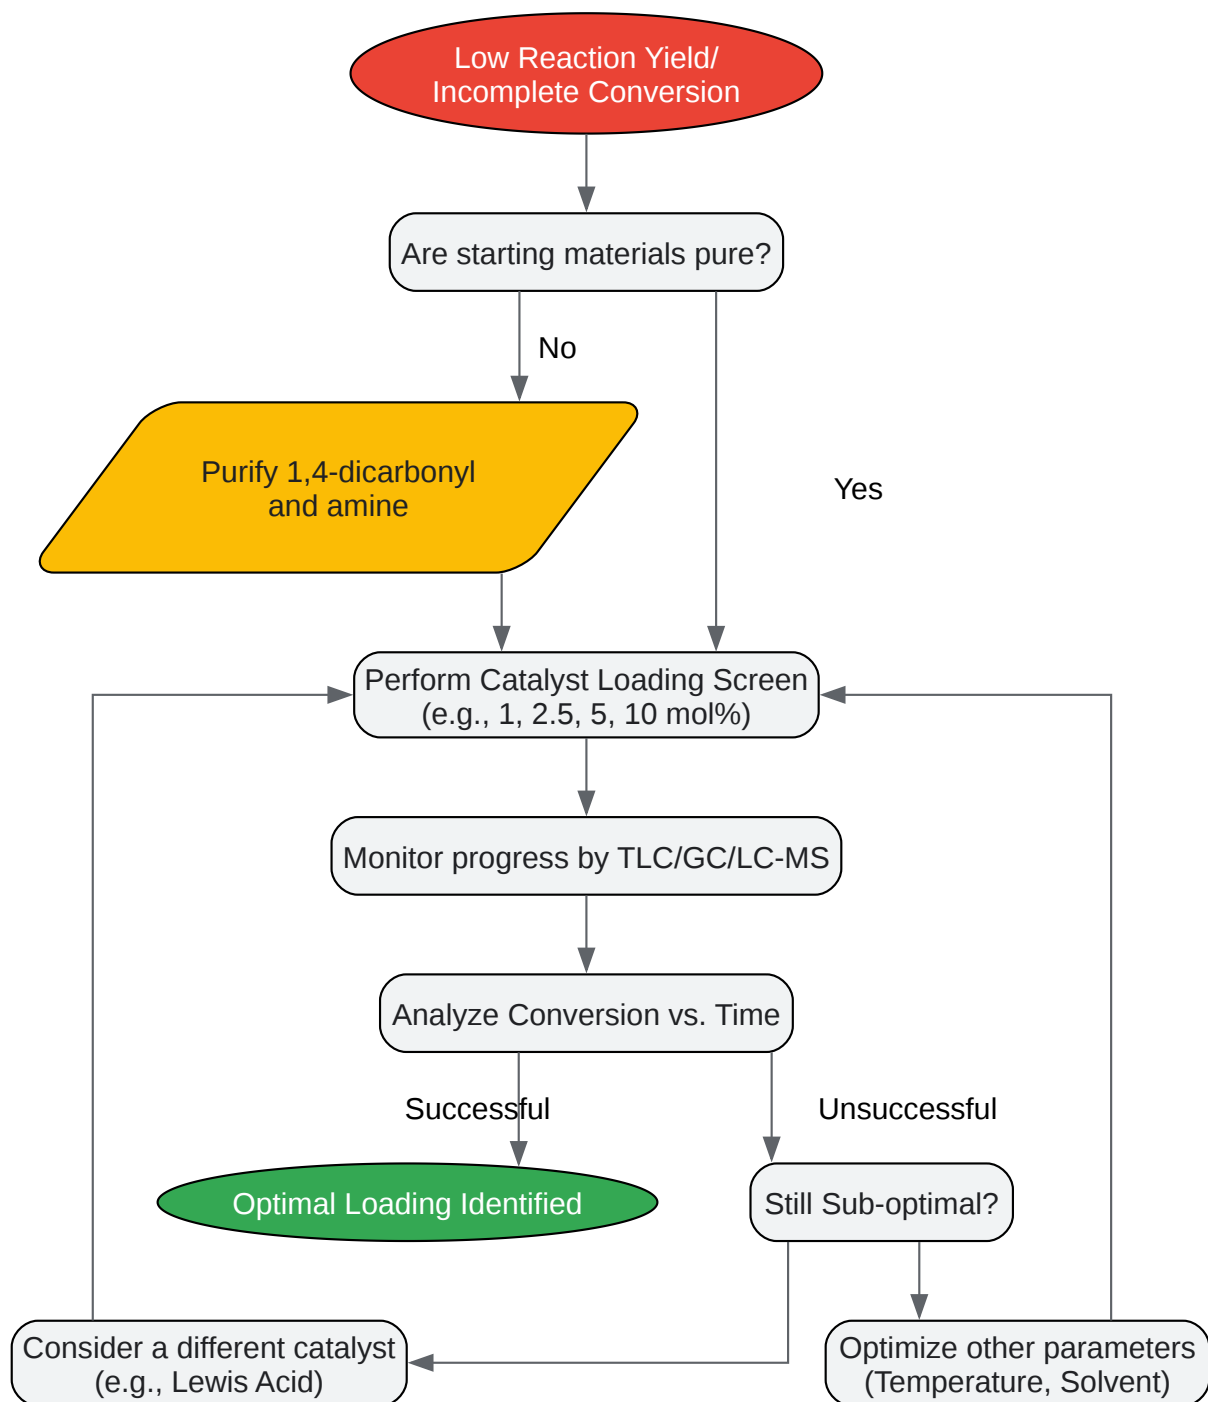 Low Reaction Yield/
Incomplete Conversion
Are starting materials pure?
No
Purify 1,4-dicarbonyl
and amine
Yes
Perform Catalyst Loading Screen
(e.g., 1, 2.5, 5, 10 mol%)
Monitor progress by TLC/GC/LC-MS
Analyze Conversion vs. Time
Successful
Unsuccessful
Optimal Loading Identified
Still Sub-optimal?
Consider a different catalyst
(e.g., Lewis Acid)
Optimize other parameters
(Temperature, Solvent)